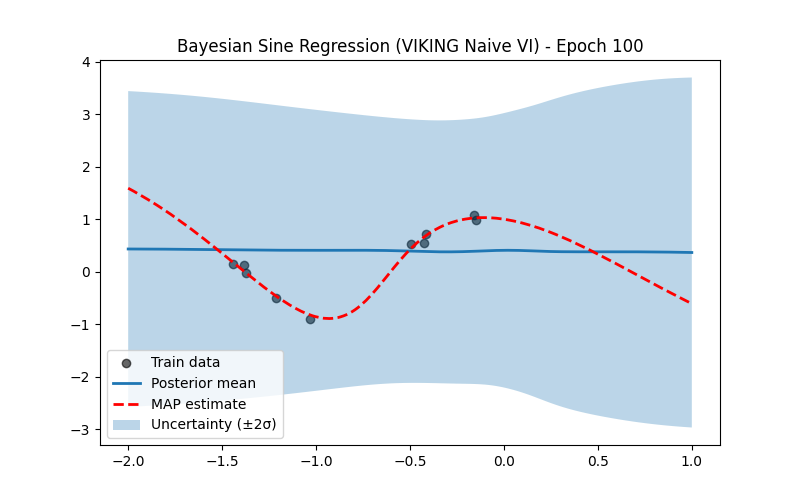 Bayesian Sine Regression (VIKING Naive VI) - Epoch 100
4
3
2
1
0
−1
−2
−3
Train data
Posterior mean
MAP estimate
Uncertainty (±2σ)
−2.0 −1.5 −1.0 −0.5 0.0 0.5 1.0